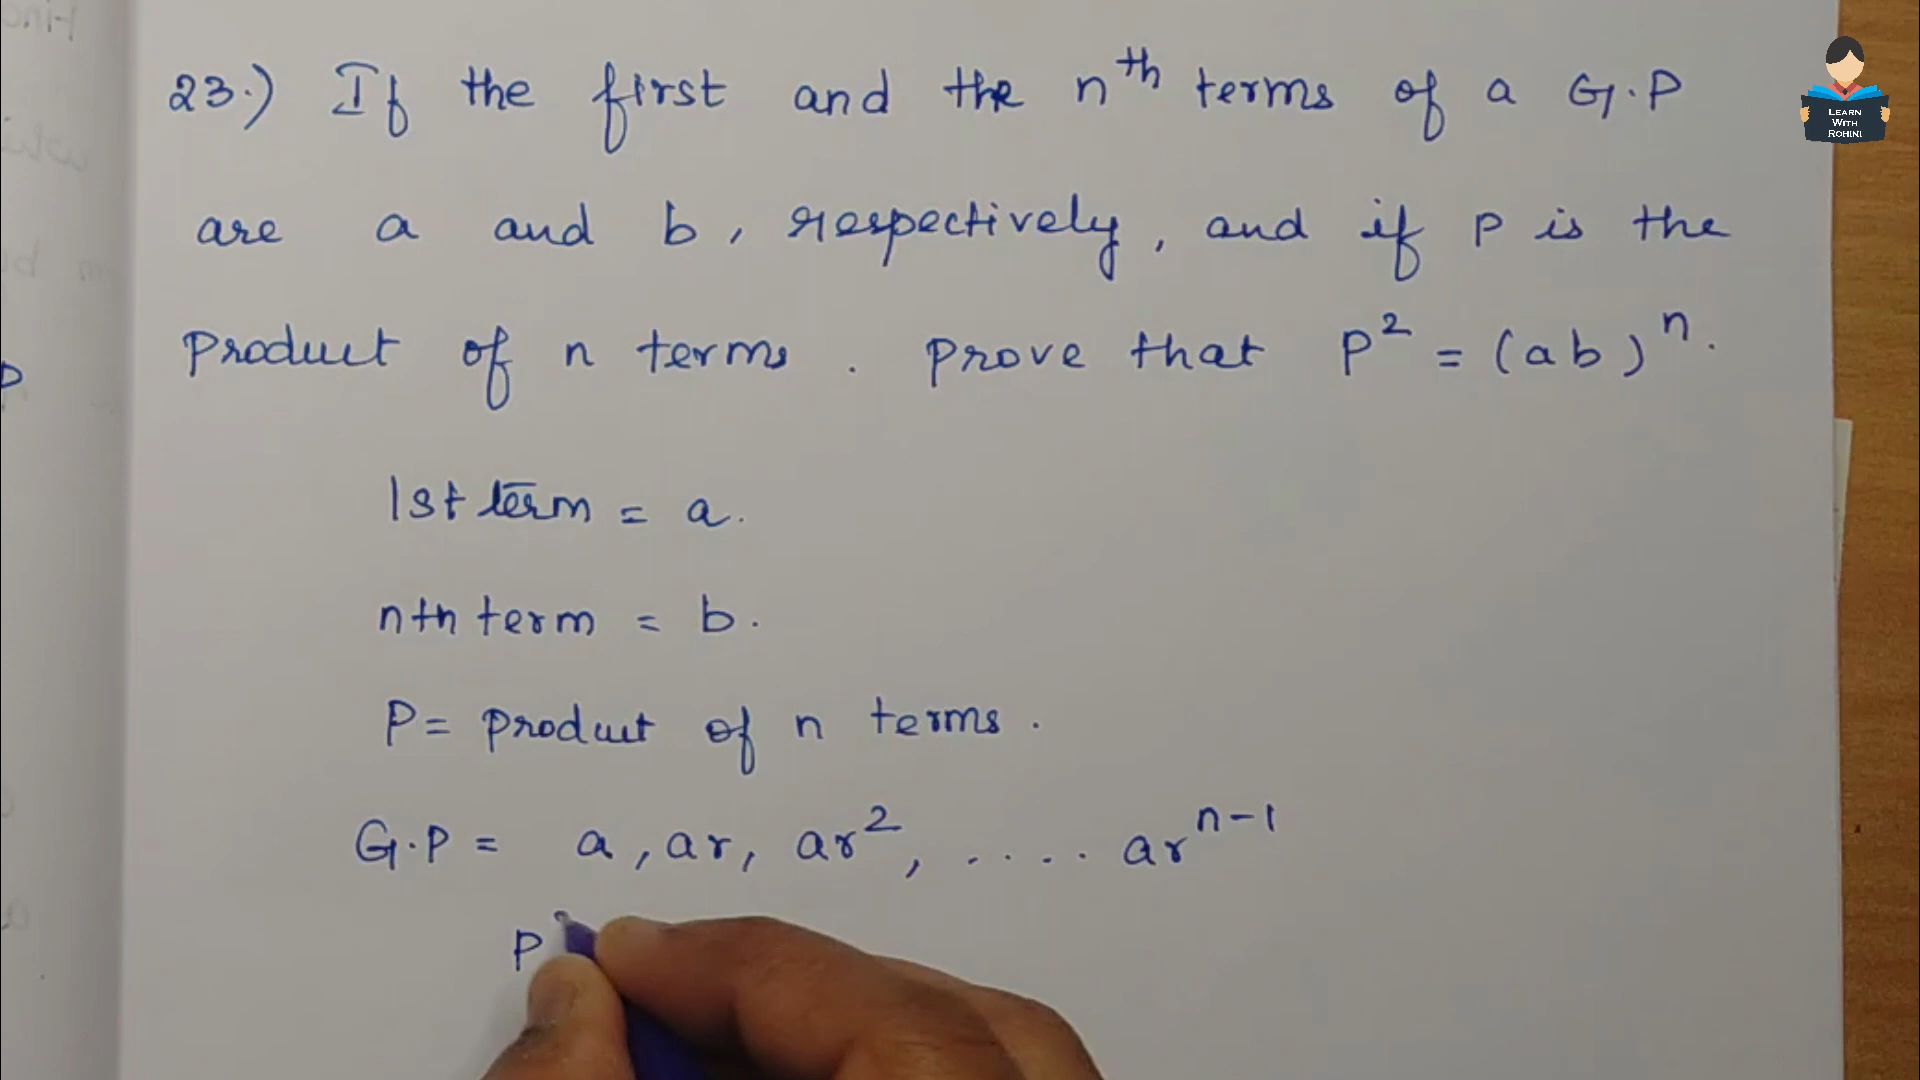 23.) If the first and the nᵗʰ terms of a G.P
are a and b, respectively, and if P is the
Product of n terms. prove that P² = (ab)ⁿ.
1st term = a.
nth term = b.
P = product of n terms.
G.P = a, ar, ar², .... arⁿ⁻¹
P
LEARN
WITH
ROHINI